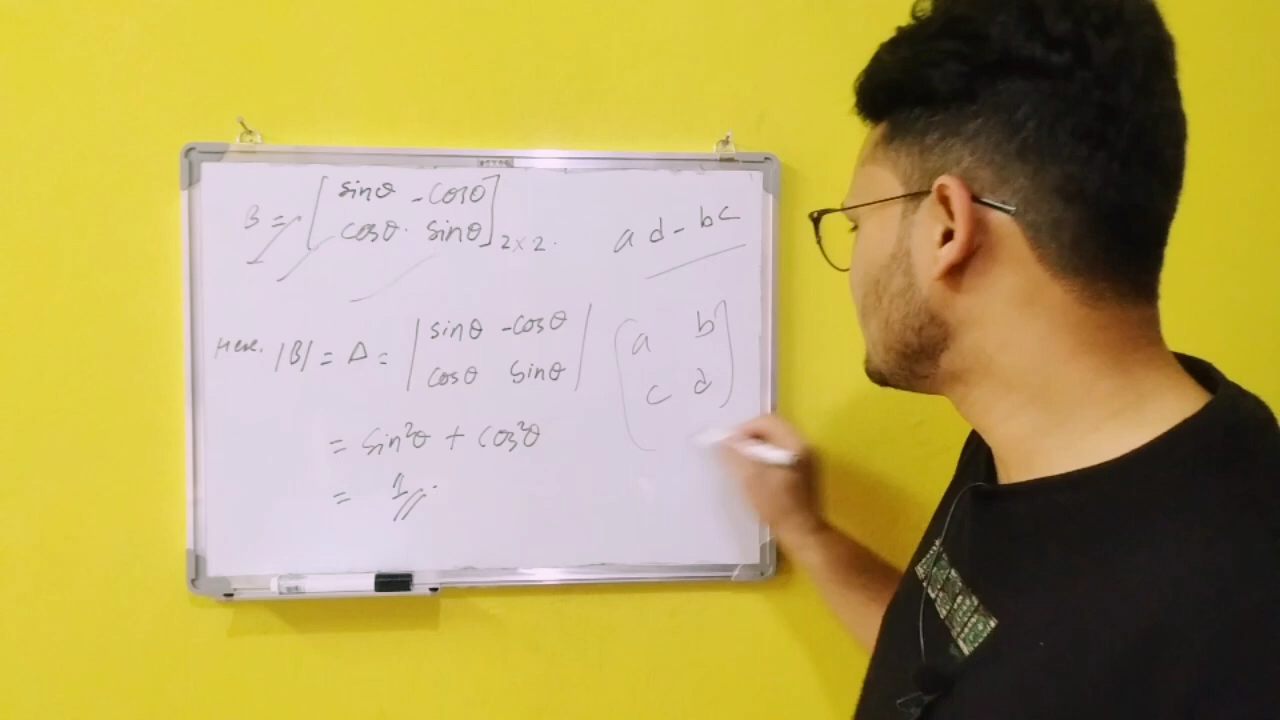 B = [ sinθ -cosθ
cosθ. sinθ ] 2×2.
Here, |B| = Δ = | sinθ -cosθ
cosθ sinθ |
= sin²θ + cos²θ
= 1
ad - bc
a b
c d